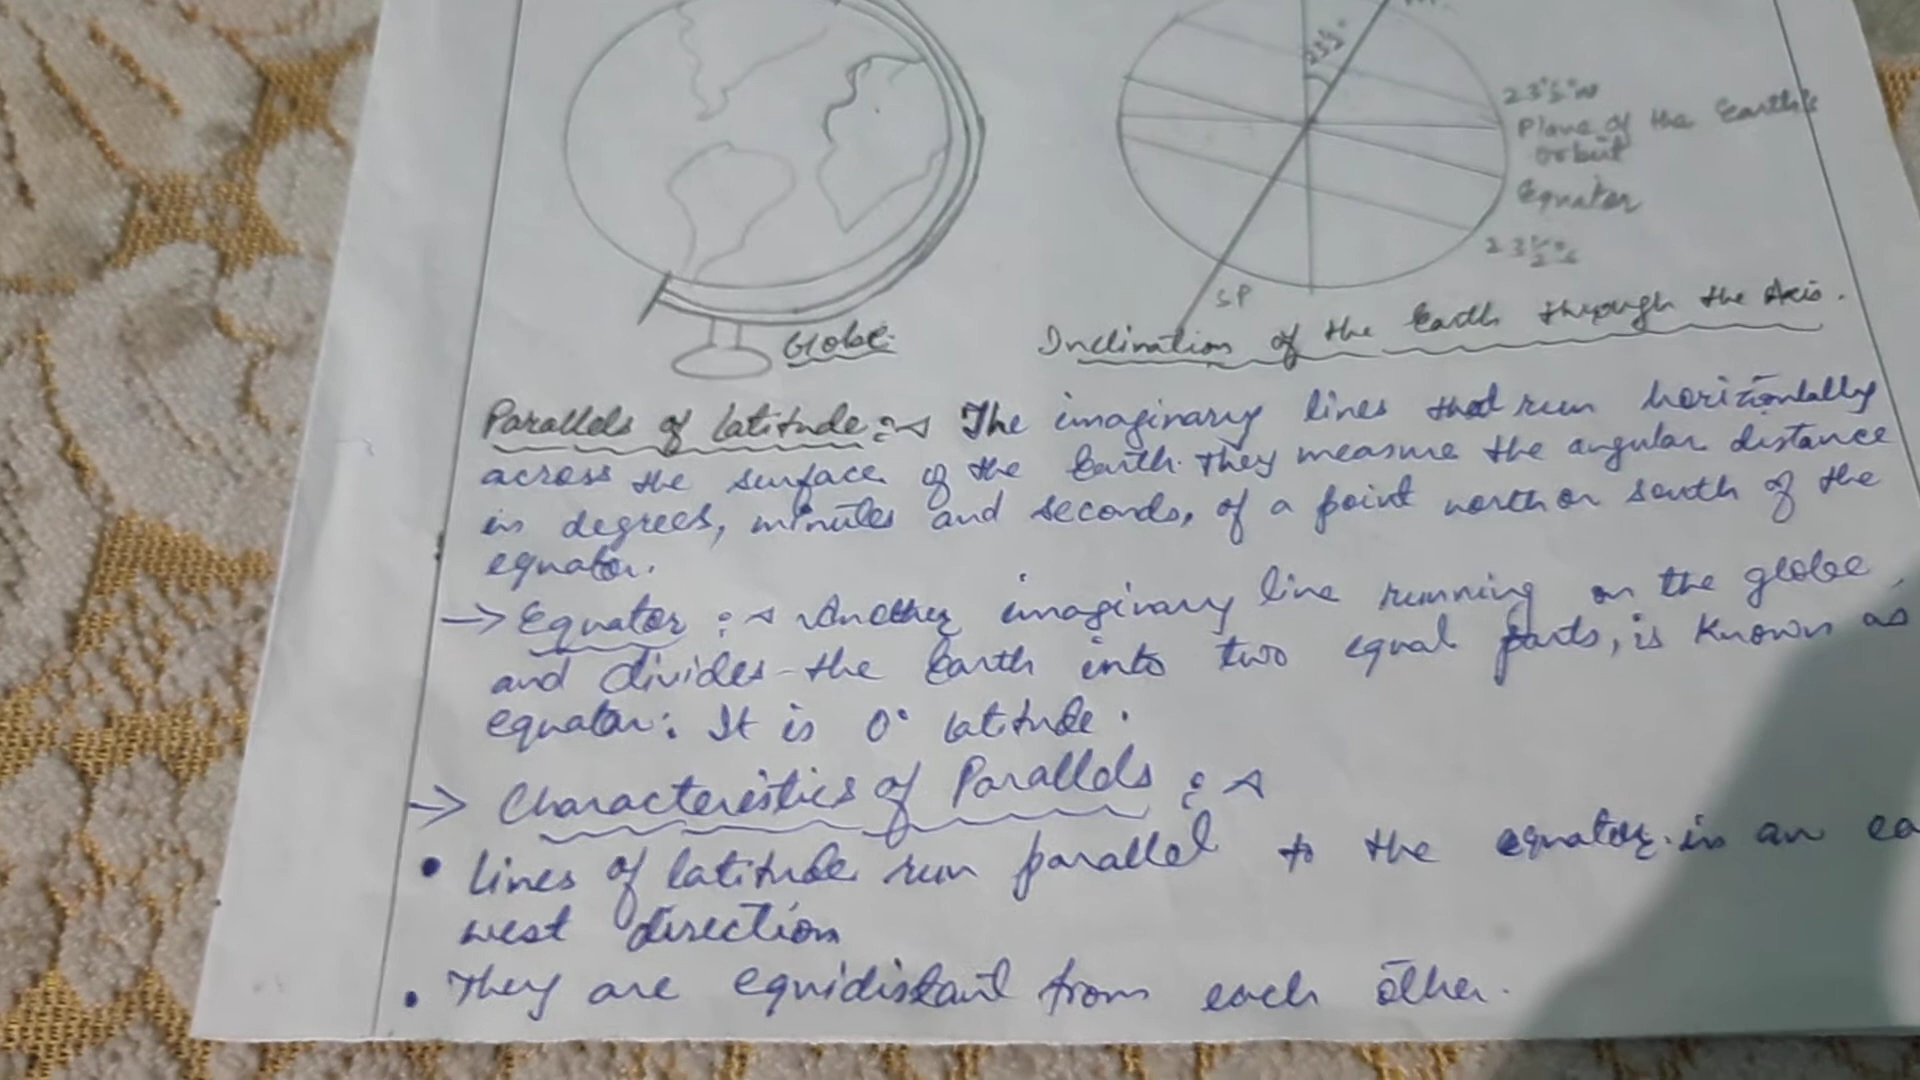 23½°
23½°N
Plane of the Earth's
Orbit
Equator
23½°S
SP
Globe.
Inclination of the Earth through the Axis.
Parallels of latitude :- The imaginary lines that run horizontally
across the surface of the Earth. They measure the angular distance
in degrees, minutes and seconds, of a point north or south of the
equator.
→ Equator :- Another imaginary line running on the globe,
and divides the Earth into two equal parts, is known as
equator. It is 0° latitude.
→ Characteristics of Parallels :-
• Lines of latitude run parallel to the equator in an ea
west direction
• They are equidistant from each other.